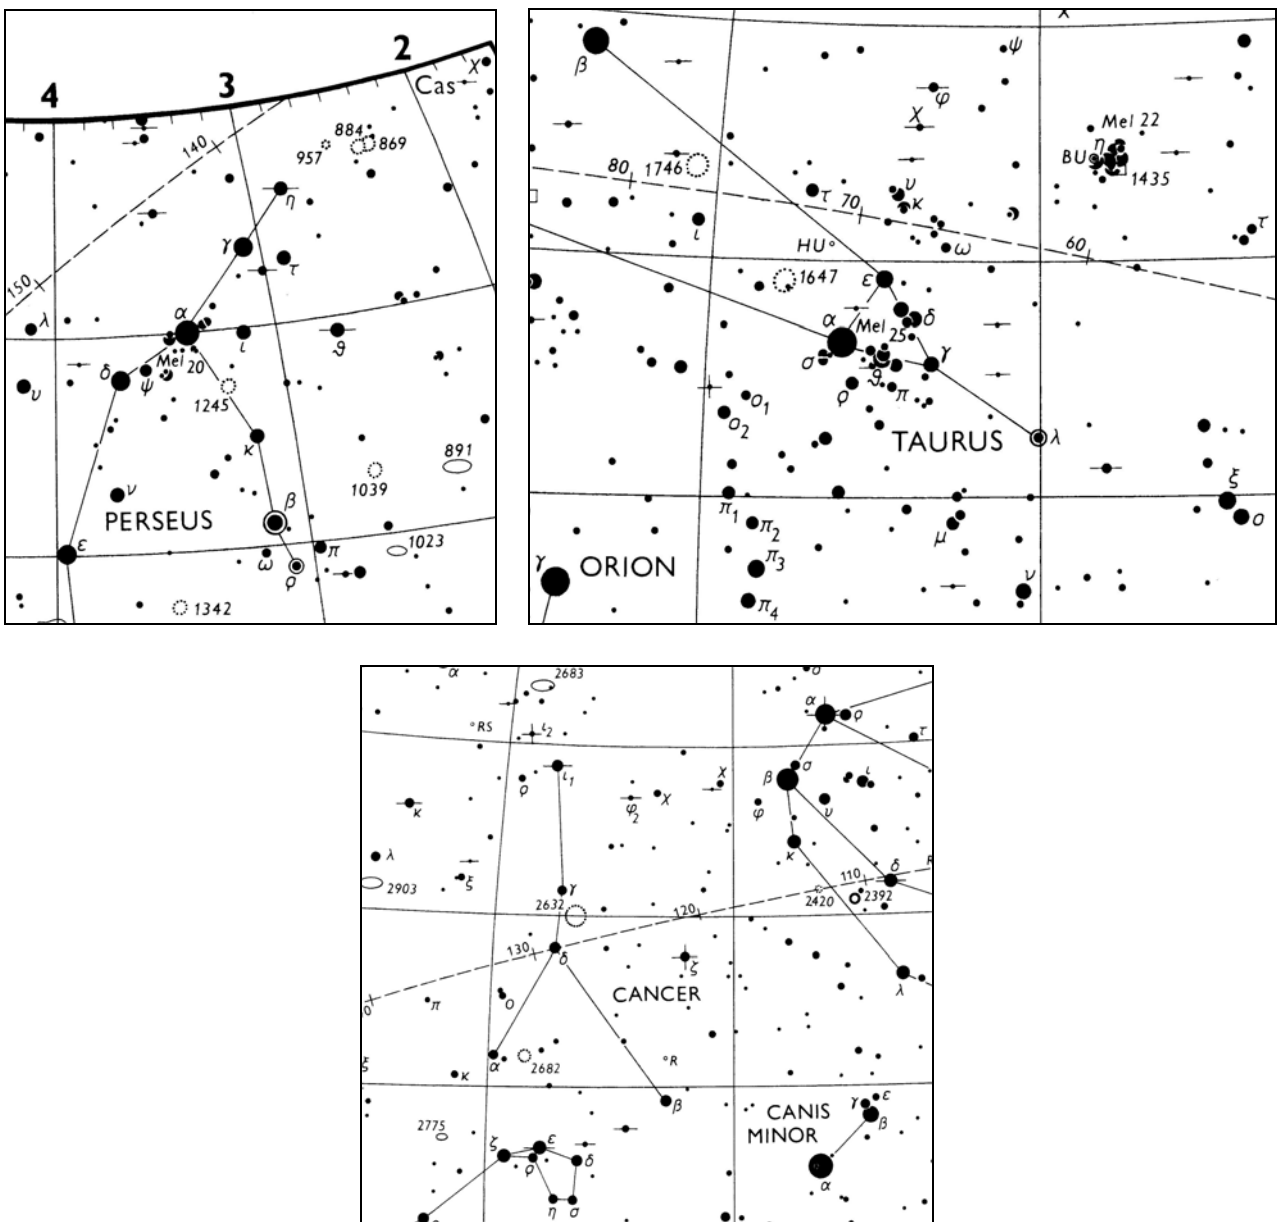 4
3
2
Cas
χ
140
884
869
957
η
γ
τ
150
λ
α
ι
ϑ
Mel 20
δ
ψ
υ
1245
κ
891
1039
ν
PERSEUS
β
ε
ω
π
1023
ϱ
1342
χ
β
ψ
φ
χ
Mel 22
η
BU
1435
80
1746
τ
70
υ
κ
ι
HU
ω
60
τ
1647
ε
α
Mel 25
δ
σ
γ
ϑ
ϱ
π
ο1
ο2
TAURUS
λ
ξ
ο
π1
π2
μ
π3
γ
ORION
π4
ν
α
2683
ο
α
ϱ
RS
ι2
τ
ι1
ϱ
β
σ
ι
κ
φ2
χ
χ
φ
υ
κ
λ
ξ
2903
γ
110
δ
2632
120
2420
2392
130
δ
ζ
λ
CANCER
π
ο
0
α
2682
R
ξ
κ
β
CANIS
MINOR
γ
ε
β
2775
ζ
ε
ϱ
δ
η
σ
α